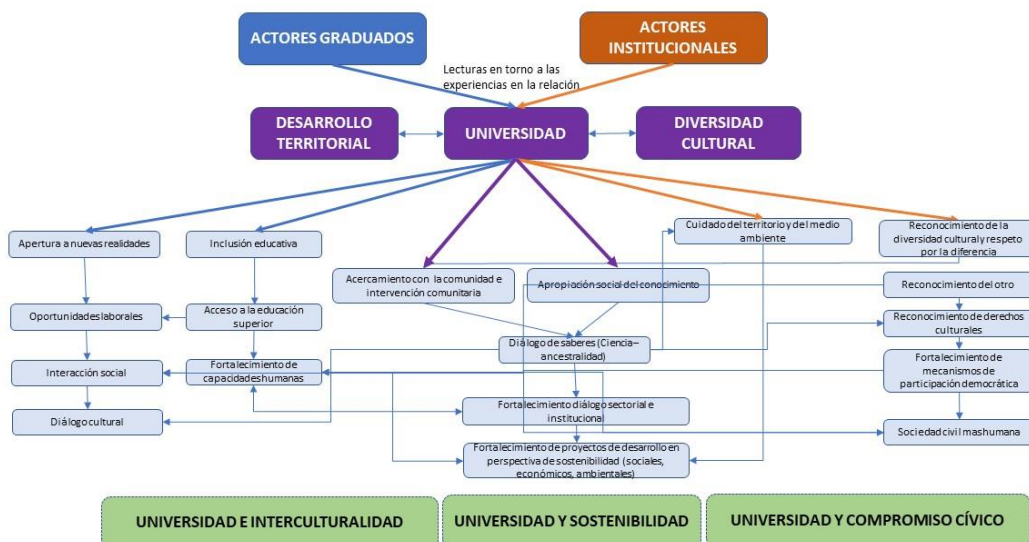 ACTORES GRADUADOS
ACTORES
INSTITUCIONALES
Lecturas en torno a las
experiencias en la relación
DESARROLLO
TERRITORIAL
UNIVERSIDAD
DIVERSIDAD
CULTURAL
Apertura a nuevas realidades
Inclusión educativa
Cuidado del territorio y del medio
ambiente
Reconocimiento de la
diversidad cultural y respeto
por la diferencia
Acercamiento con la comunidad e
intervención comunitaria
Apropiación social del conocimiento
Reconocimiento del otro
Oportunidades laborales
Acceso a la educación
superior
Reconocimiento de derechos
culturales
Diálogo de saberes (Ciencia–
ancestralidad)
Interacción social
Fortalecimiento de
capacidades humanas
Fortalecimiento de
mecanismos de
participación democrática
Diálogo cultural
Fortalecimiento diálogo sectorial e
institucional
Sociedad civil mas humana
Fortalecimiento de proyectos de desarrollo en
perspectiva de sostenibilidad (sociales,
económicos, ambientales)
UNIVERSIDAD E INTERCULTURALIDAD
UNIVERSIDAD Y SOSTENIBILIDAD
UNIVERSIDAD Y COMPROMISO CÍVICO